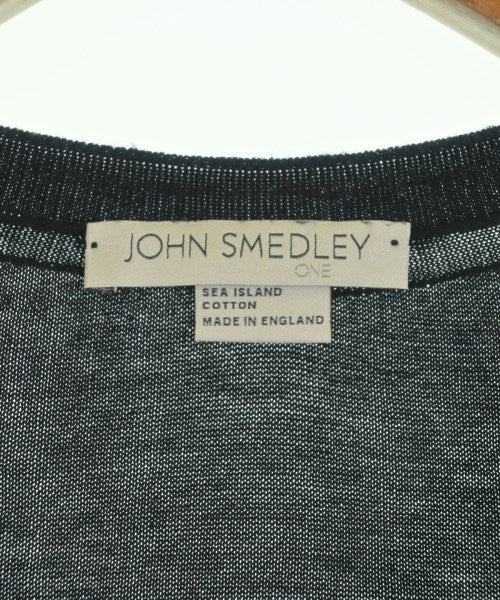 JOHN SMEDLEY
ONE
SEA ISLAND
COTTON
MADE IN ENGLAND